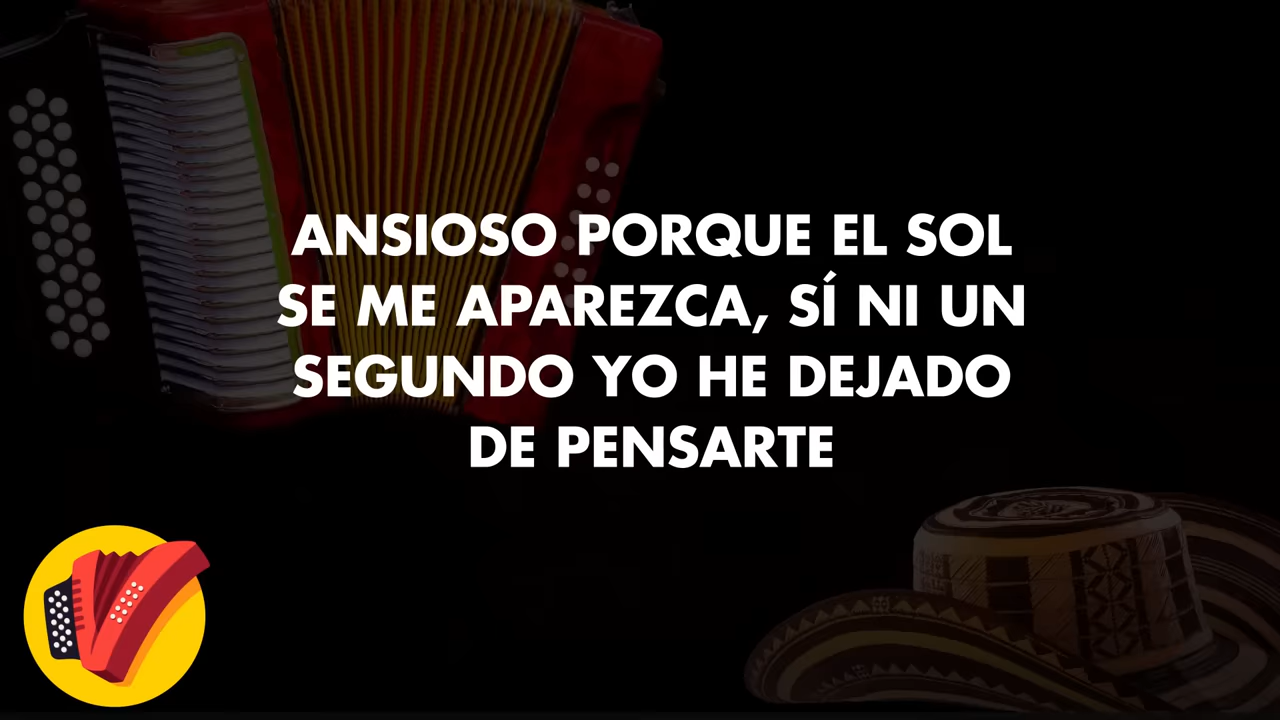 ANSIOSO PORQUE EL SOL
SE ME APAREZCA, SÍ NI UN
SEGUNDO YO HE DEJADO
DE PENSARTE